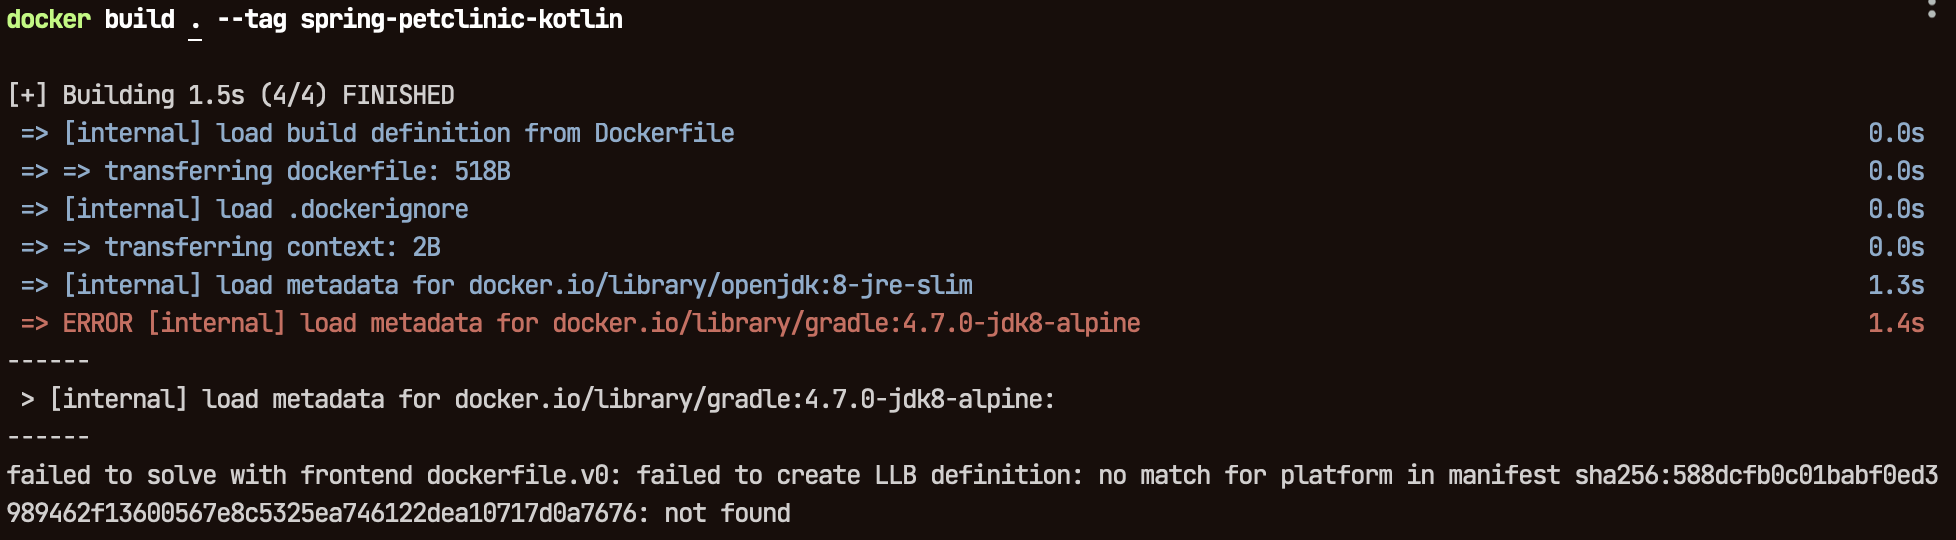 docker build . --tag spring-petclinic-kotlin
[+] Building 1.5s (4/4) FINISHED
=> [internal] load build definition from Dockerfile 0.0s
=> => transferring dockerfile: 518B 0.0s
=> [internal] load .dockerignore 0.0s
=> => transferring context: 2B 0.0s
=> [internal] load metadata for docker.io/library/openjdk:8-jre-slim 1.3s
=> ERROR [internal] load metadata for docker.io/library/gradle:4.7.0-jdk8-alpine 1.4s
------
> [internal] load metadata for docker.io/library/gradle:4.7.0-jdk8-alpine:
------
failed to solve with frontend dockerfile.v0: failed to create LLB definition: no match for platform in manifest sha256:588dcfb0c01babf0ed3
989462f13600567e8c5325ea746122dea10717d0a7676: not found